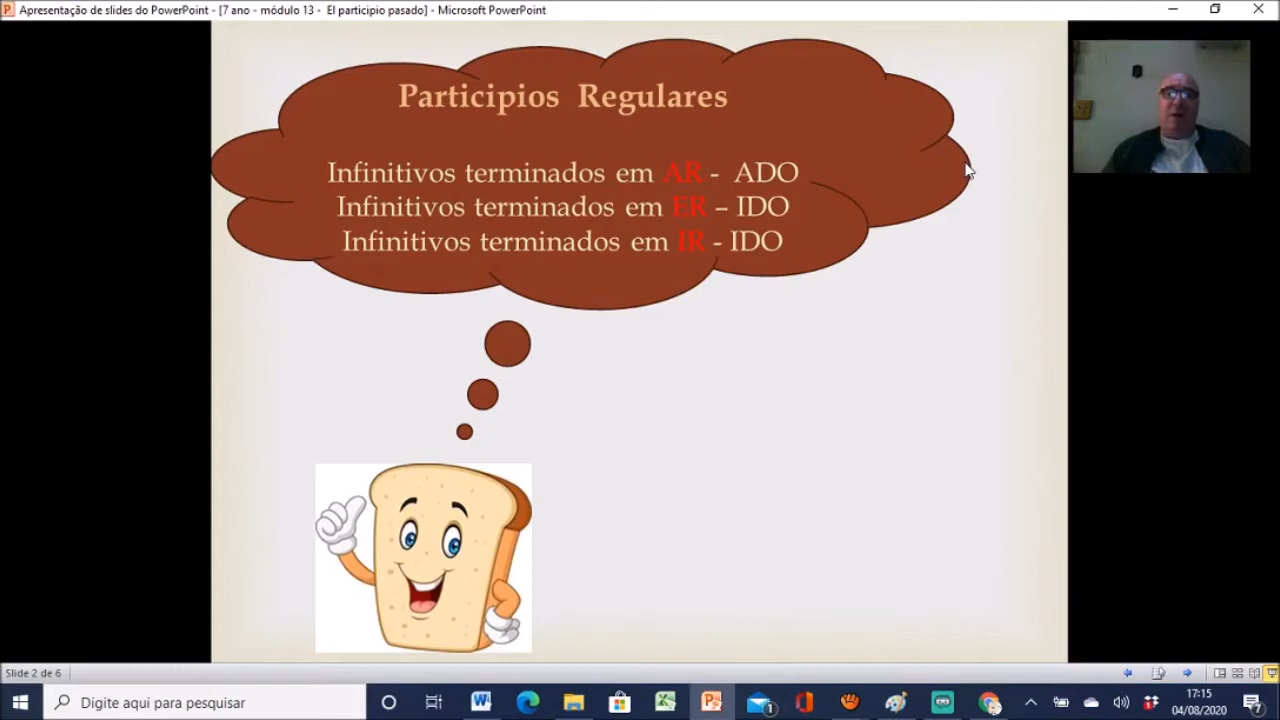 Apresentação de slides do PowerPoint - [7 ano - módulo 13 - El participio pasado] - Microsoft PowerPoint
Participios Regulares
Infinitivos terminados em AR - ADO
Infinitivos terminados em ER – IDO
Infinitivos terminados em IR - IDO
Slide 2 de 6
Digite aqui para pesquisar
17:15
04/08/2020
1
7